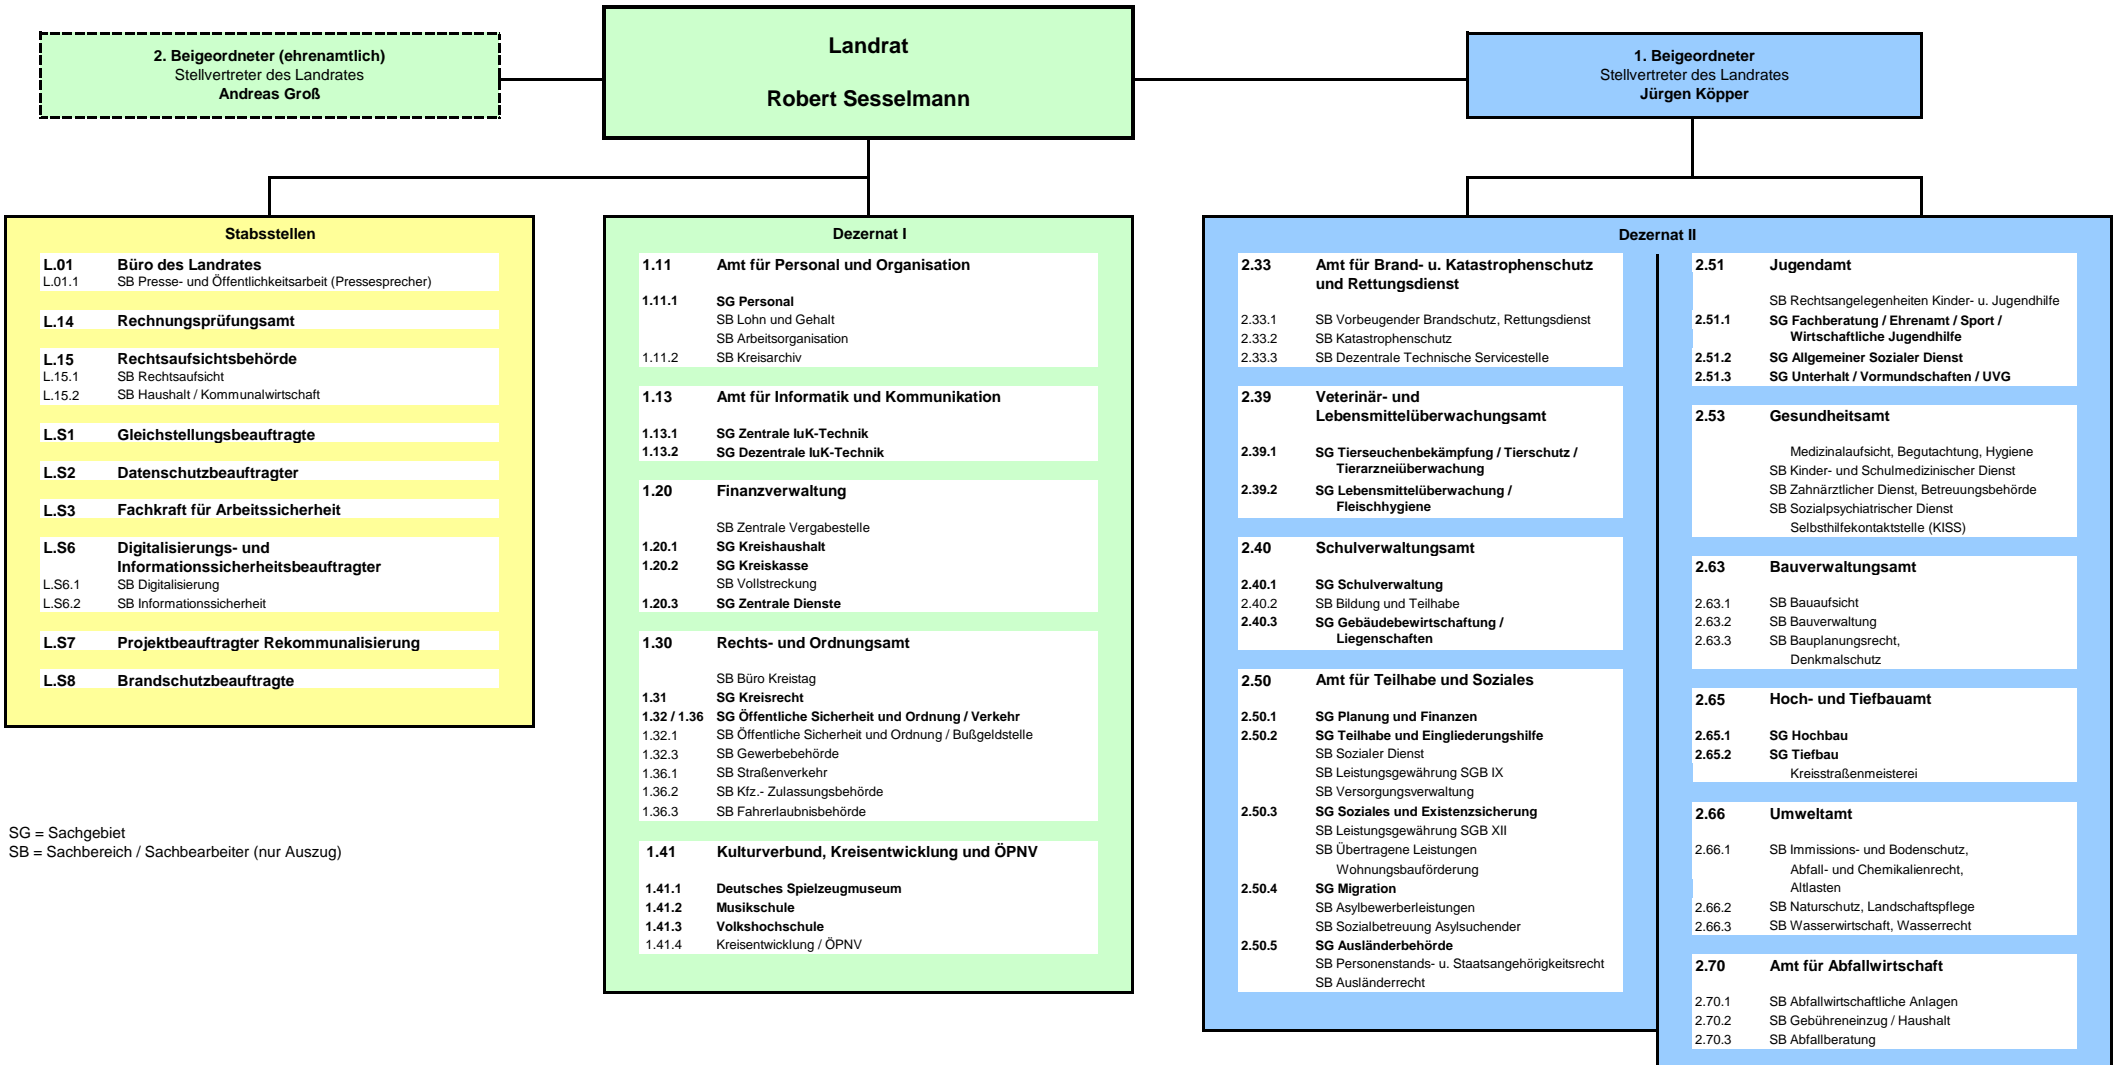 2. Beigeordneter (ehrenamtlich)
Stellvertreter des Landrates
Andreas Groß
Landrat
Robert Sesselmann
1. Beigeordneter
Stellvertreter des Landrates
Jürgen Köpper
Stabsstellen
L.01 Büro des Landrates
L.01.1 SB Presse- und Öffentlichkeitsarbeit (Pressesprecher)
L.14 Rechnungsprüfungsamt
L.15 Rechtsaufsichtsbehörde
L.15.1 SB Rechtsaufsicht
L.15.2 SB Haushalt / Kommunalwirtschaft
L.S1 Gleichstellungsbeauftragte
L.S2 Datenschutzbeauftragter
L.S3 Fachkraft für Arbeitssicherheit
L.S6 Digitalisierungs- und
Informationssicherheitsbeauftragter
L.S6.1 SB Digitalisierung
L.S6.2 SB Informationssicherheit
L.S7 Projektbeauftragter Rekommunalisierung
L.S8 Brandschutzbeauftragte
SG = Sachgebiet
SB = Sachbereich / Sachbearbeiter (nur Auszug)
Dezernat I
1.11 Amt für Personal und Organisation
1.11.1 SG Personal
SB Lohn und Gehalt
SB Arbeitsorganisation
1.11.2 SB Kreisarchiv
1.13 Amt für Informatik und Kommunikation
1.13.1 SG Zentrale IuK-Technik
1.13.2 SG Dezentrale IuK-Technik
1.20 Finanzverwaltung
SB Zentrale Vergabestelle
1.20.1 SG Kreishaushalt
1.20.2 SG Kreiskasse
SB Vollstreckung
1.20.3 SG Zentrale Dienste
1.30 Rechts- und Ordnungsamt
SB Büro Kreistag
1.31 SG Kreisrecht
1.32 / 1.36 SG Öffentliche Sicherheit und Ordnung / Verkehr
1.32.1 SB Öffentliche Sicherheit und Ordnung / Bußgeldstelle
1.32.3 SB Gewerbebehörde
1.36.1 SB Straßenverkehr
1.36.2 SB Kfz.- Zulassungsbehörde
1.36.3 SB Fahrerlaubnisbehörde
1.41 Kulturverbund, Kreisentwicklung und ÖPNV
1.41.1 Deutsches Spielzeugmuseum
1.41.2 Musikschule
1.41.3 Volkshochschule
1.41.4 Kreisentwicklung / ÖPNV
Dezernat II
2.33 Amt für Brand- u. Katastrophenschutz
und Rettungsdienst
2.33.1 SB Vorbeugender Brandschutz, Rettungsdienst
2.33.2 SB Katastrophenschutz
2.33.3 SB Dezentrale Technische Servicestelle
2.39 Veterinär- und
Lebensmittelüberwachungsamt
2.39.1 SG Tierseuchenbekämpfung / Tierschutz /
Tierarzneiüberwachung
2.39.2 SG Lebensmittelüberwachung /
Fleischhygiene
2.40 Schulverwaltungsamt
2.40.1 SG Schulverwaltung
2.40.2 SB Bildung und Teilhabe
2.40.3 SG Gebäudebewirtschaftung /
Liegenschaften
2.50 Amt für Teilhabe und Soziales
2.50.1 SG Planung und Finanzen
2.50.2 SG Teilhabe und Eingliederungshilfe
SB Sozialer Dienst
SB Leistungsgewährung SGB IX
SB Versorgungsverwaltung
2.50.3 SG Soziales und Existenzsicherung
SB Leistungsgewährung SGB XII
SB Übertragene Leistungen
Wohnungsbauförderung
2.50.4 SG Migration
SB Asylbewerberleistungen
SB Sozialbetreuung Asylsuchender
2.50.5 SG Ausländerbehörde
SB Personenstands- u. Staatsangehörigkeitsrecht
SB Ausländerrecht
2.51 Jugendamt
SB Rechtsangelegenheiten Kinder- u. Jugendhilfe
2.51.1 SG Fachberatung / Ehrenamt / Sport /
Wirtschaftliche Jugendhilfe
2.51.2 SG Allgemeiner Sozialer Dienst
2.51.3 SG Unterhalt / Vormundschaften / UVG
2.53 Gesundheitsamt
Medizinalaufsicht, Begutachtung, Hygiene
SB Kinder- und Schulmedizinischer Dienst
SB Zahnärztlicher Dienst, Betreuungsbehörde
SB Sozialpsychiatrischer Dienst
Selbsthilfekontaktstelle (KISS)
2.63 Bauverwaltungsamt
2.63.1 SB Bauaufsicht
2.63.2 SB Bauverwaltung
2.63.3 SB Bauplanungsrecht,
Denkmalschutz
2.65 Hoch- und Tiefbauamt
2.65.1 SG Hochbau
2.65.2 SG Tiefbau
Kreisstraßenmeisterei
2.66 Umweltamt
2.66.1 SB Immissions- und Bodenschutz,
Abfall- und Chemikalienrecht,
Altlasten
2.66.2 SB Naturschutz, Landschaftspflege
2.66.3 SB Wasserwirtschaft, Wasserrecht
2.70 Amt für Abfallwirtschaft
2.70.1 SB Abfallwirtschaftliche Anlagen
2.70.2 SB Gebühreneinzug / Haushalt
2.70.3 SB Abfallberatung